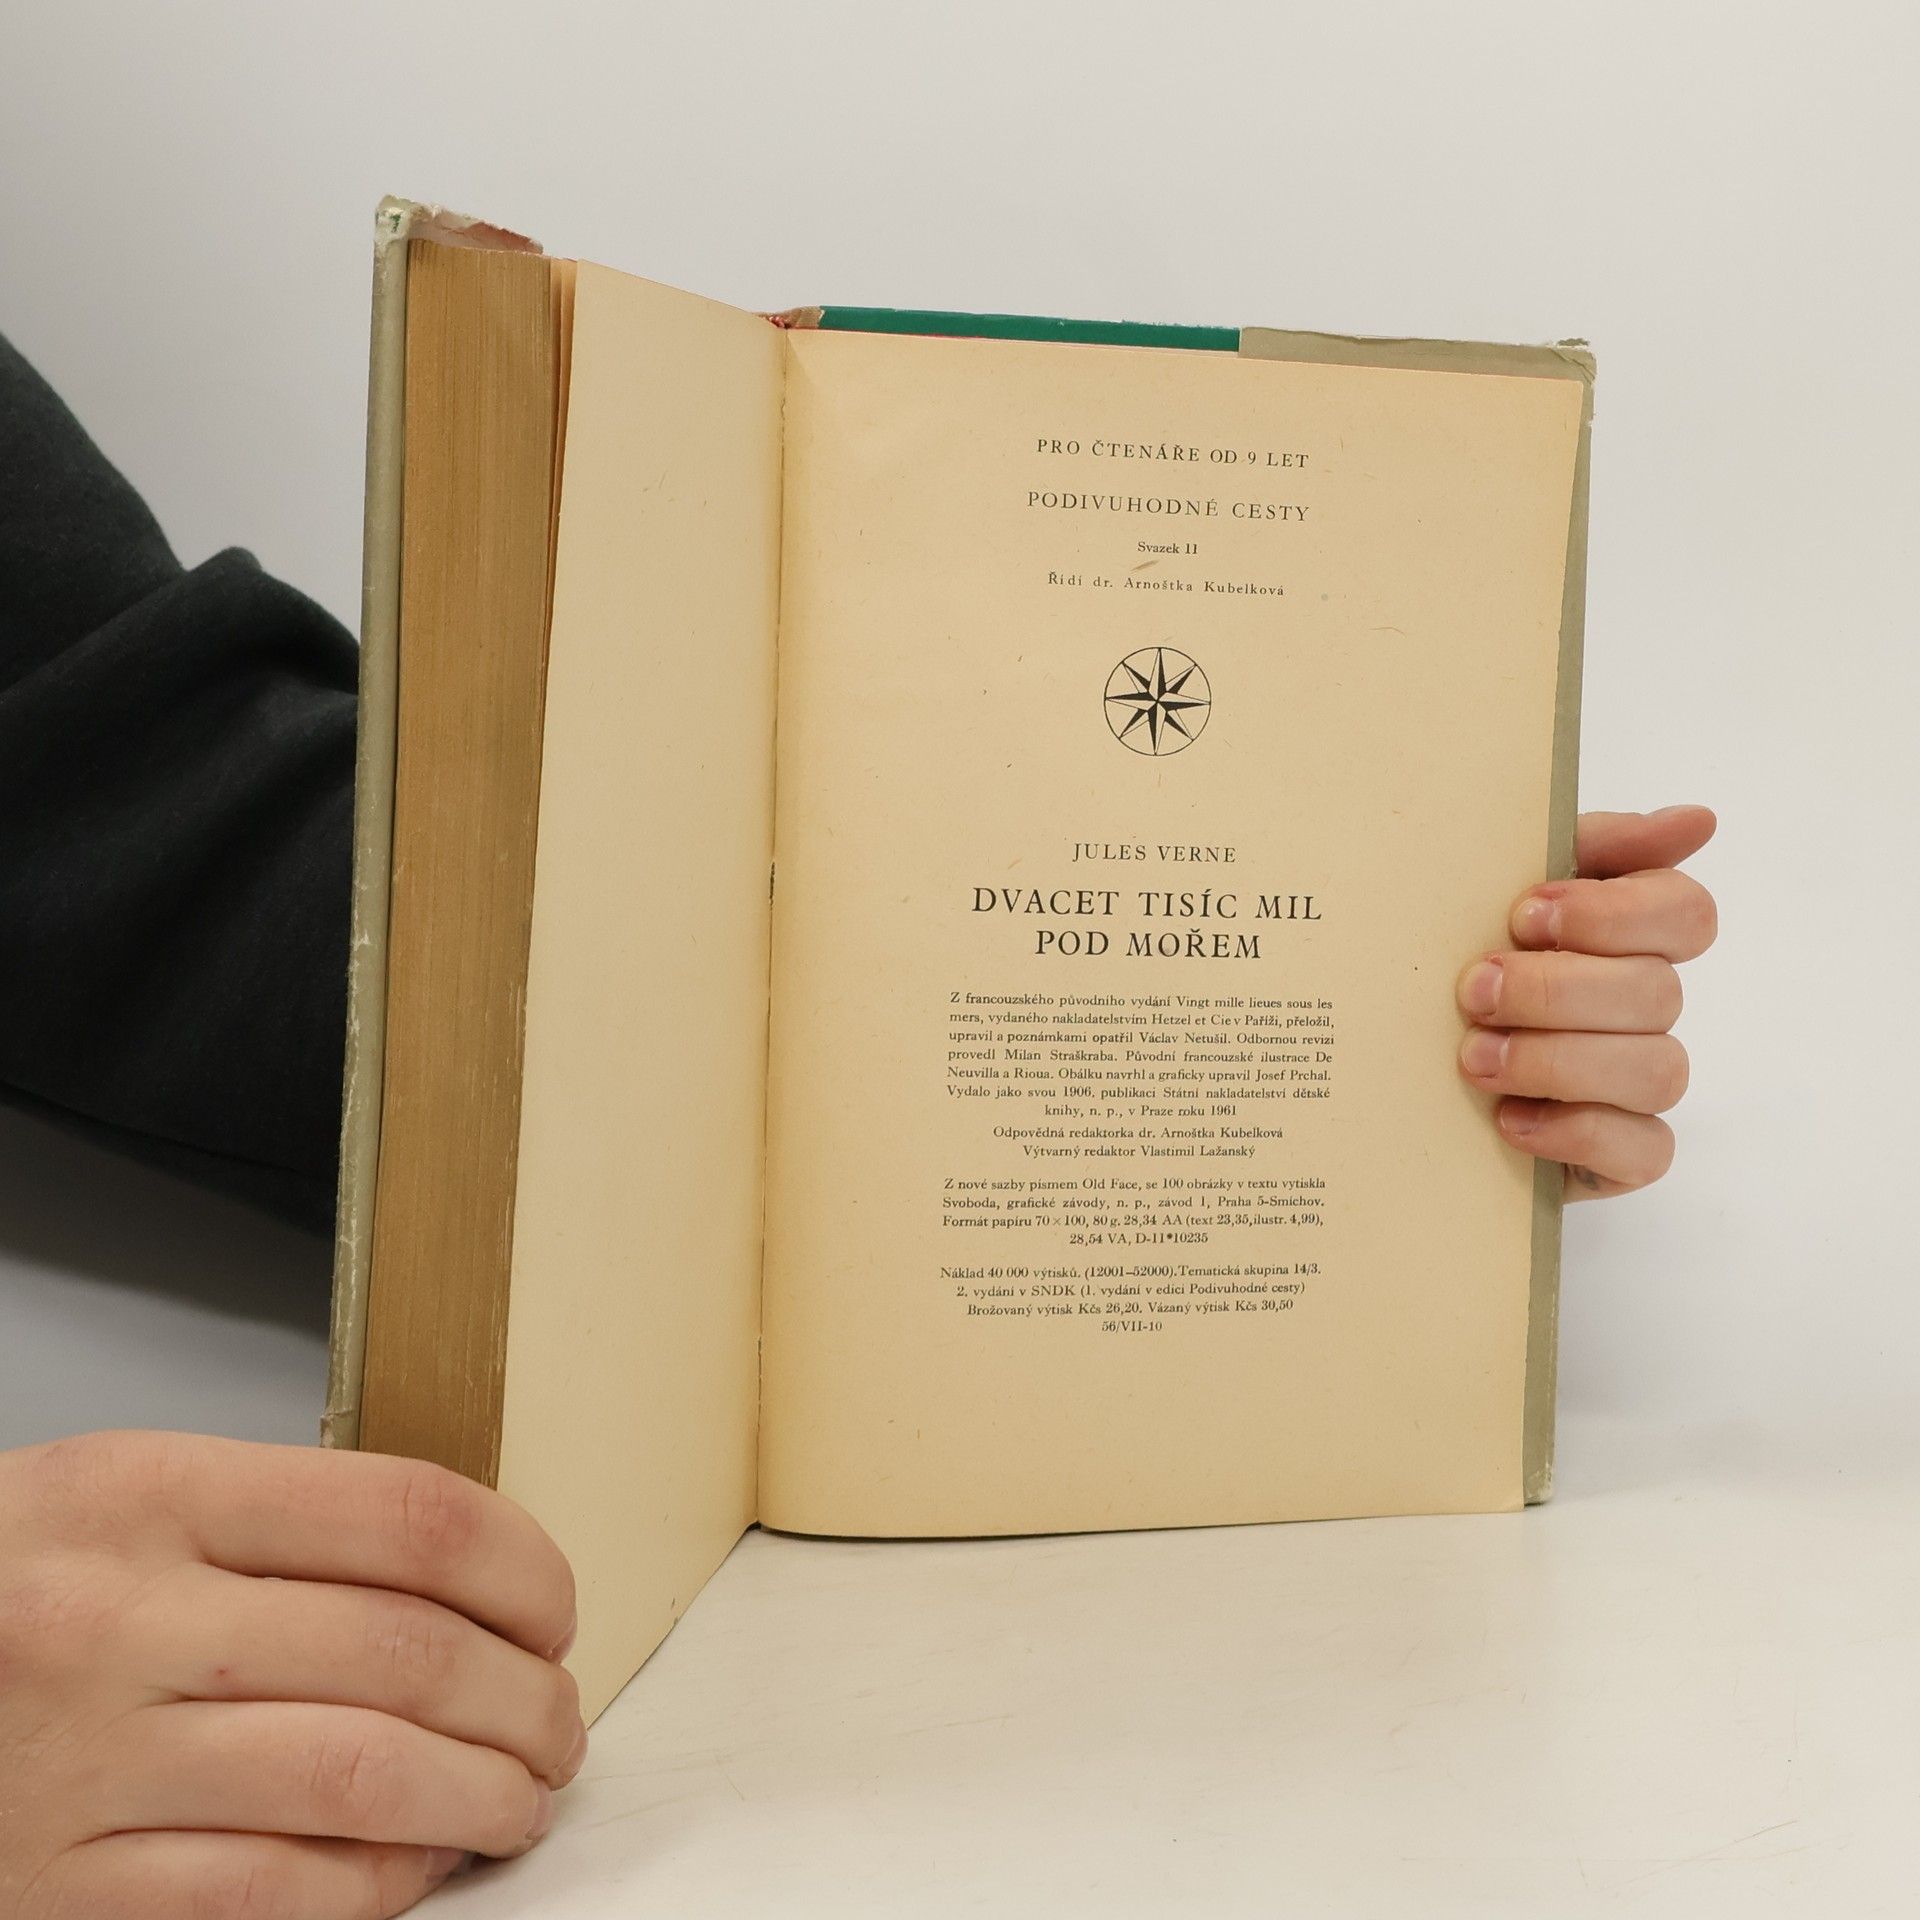 PRO ČTENÁŘE OD 9 LET
PODIVUHODNÉ CESTY
Svazek 11
Řídí dr. Arnoštka Kubelková
JULES VERNE
DVACET TISÍC MIL
POD MOŘEM
Z francouzského původního vydání Vingt mille lieues sous les
mers, vydaného nakladatelstvím Hetzel et Cie v Paříži, přeložil,
upravil a poznámkami opatřil Václav Netušil. Odbornou revizi
provedl Milan Straškraba. Původní francouzské ilustrace De
Neuvilla a Rioua. Obálku navrhl a graficky upravil Josef Prchal.
Vydalo jako svou 1906. publikaci Státní nakladatelství dětské
knihy, n. p., v Praze roku 1961
Odpovědná redaktorka dr. Arnoštka Kubelková
Výtvarný redaktor Vlastimil Lažanský
Z nové sazby písmem Old Face, se 100 obrázky v textu vytiskla
Svoboda, grafické závody, n. p., závod 1, Praha 5-Smíchov.
Formát papíru 70 × 100, 80 g. 28,34 AA (text 23,35, ilustr. 4,99),
28,54 VA, D-11*10235
Náklad 40 000 výtisků. (12001–52000). Tematická skupina 14/3.
2. vydání v SNDK (1. vydání v edici Podivuhodné cesty)
Brožovaný výtisk Kčs 26,20. Vázaný výtisk Kčs 30,50
56/VII-10